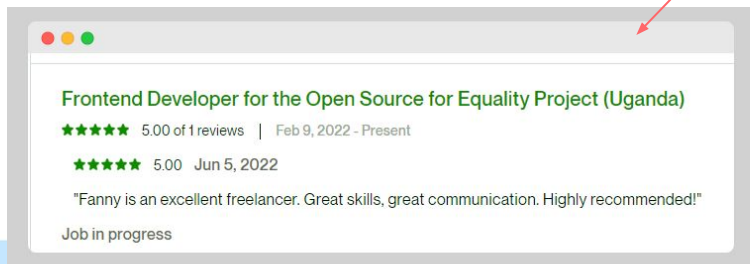 Frontend Developer for the Open Source for Equality Project (Uganda)
5.00 of 1 reviews | Feb 9, 2022 - Present
5.00 Jun 5, 2022
"Fanny is an excellent freelancer. Great skills, great communication. Highly recommended!"
Job in progress